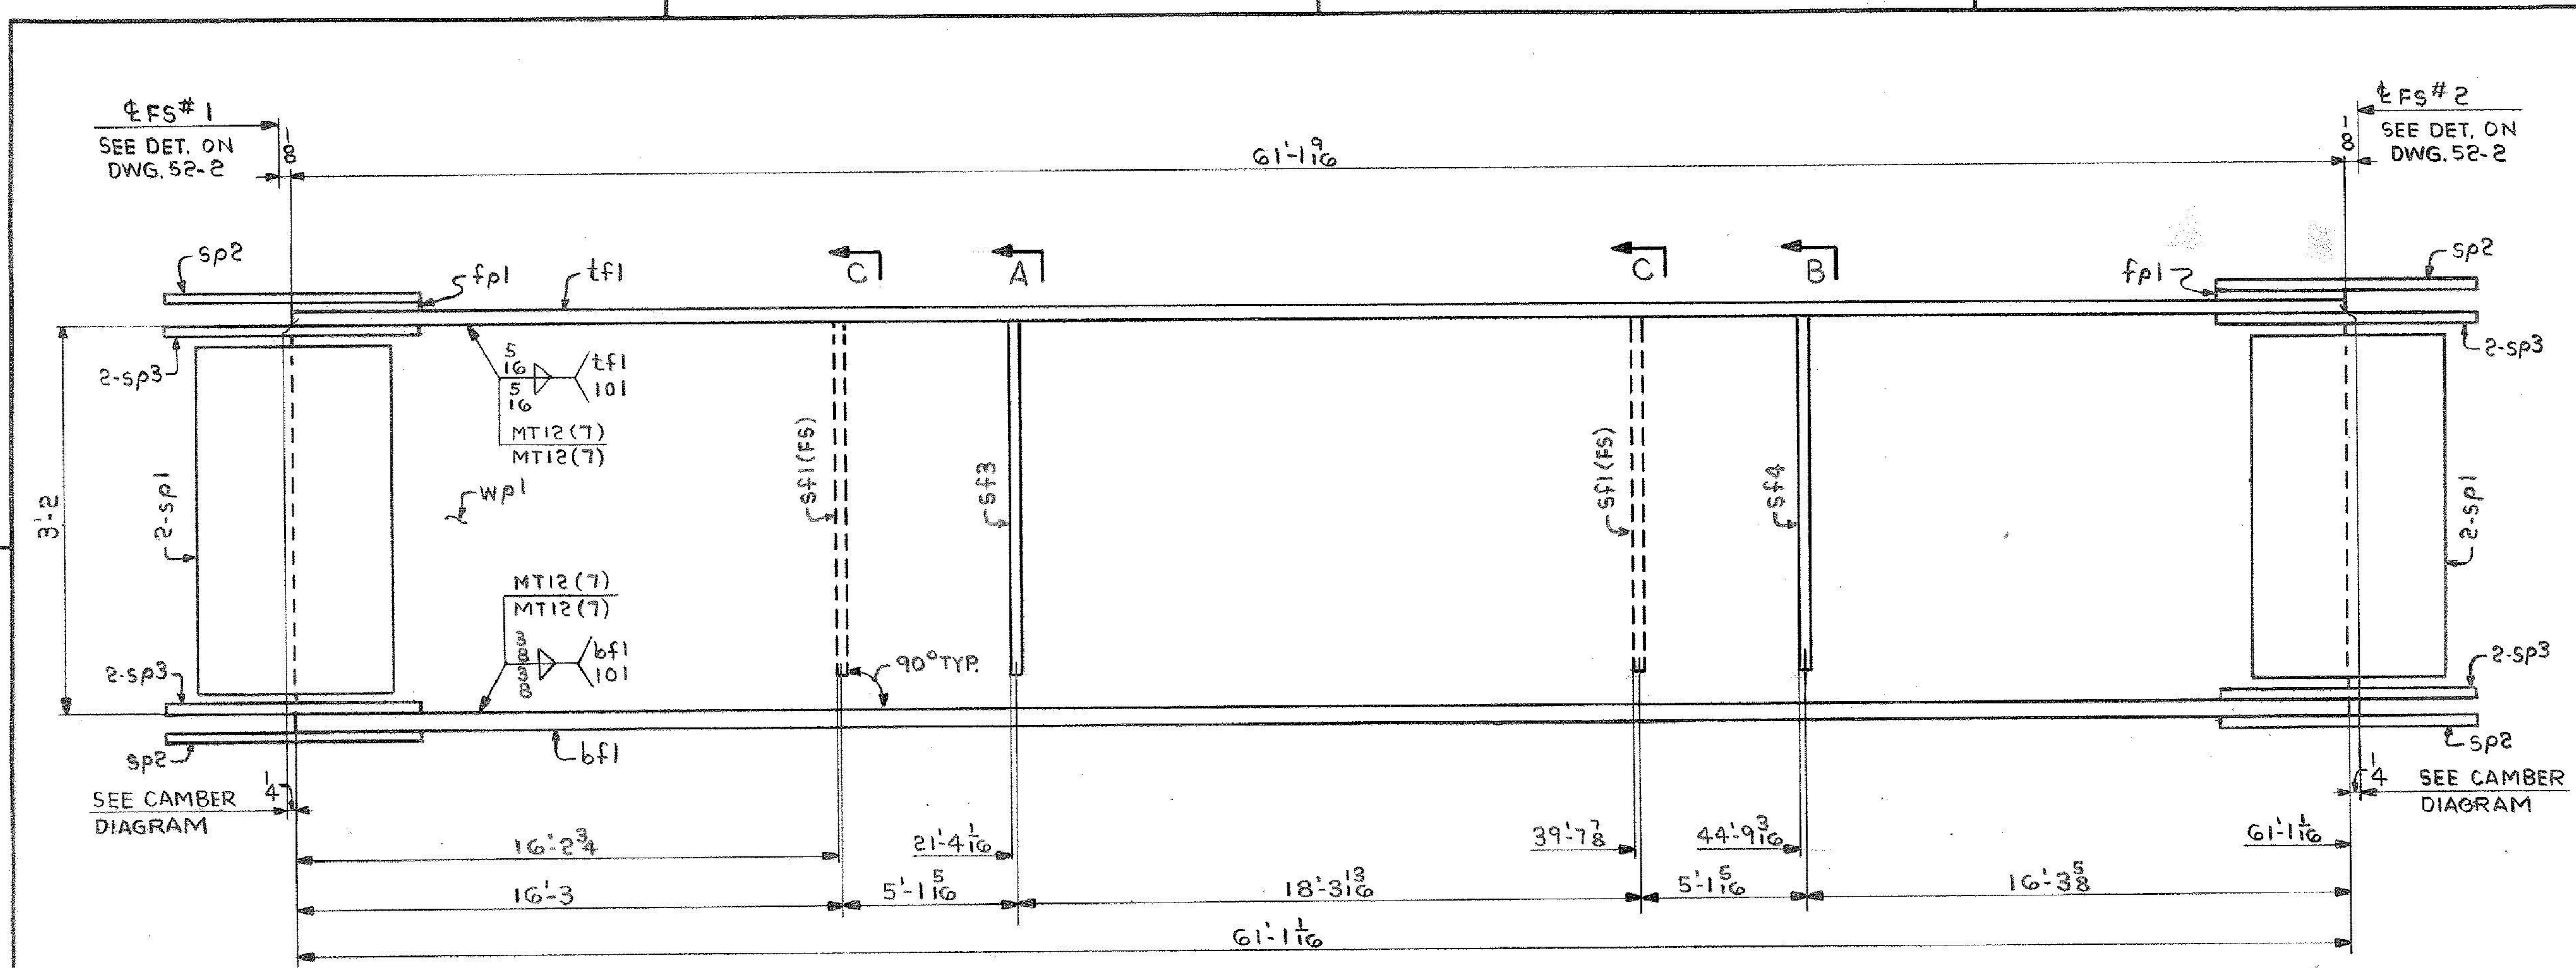 ℄ FS# 1
SEE DET. ON
DWG. 52-2
1/8
61'-1 9/16
1/8
℄ FS# 2
SEE DET. ON
DWG. 52-2
sp2
fp1
tf1
C
A
C
B
fp1
sp2
2-sp3
5/16
5/16
tf1
101
MT12(7)
MT12(7)
2-sp3
3'-2
2-sp1
wp1
sf1(FS)
sf3
sf1(FS)
sf4
2-sp1
MT12(7)
MT12(7)
3/8
3/8
bf1
101
90° TYP.
2-sp3
2-sp3
sp2
bf1
sp2
1/4
SEE CAMBER
DIAGRAM
1/4
SEE CAMBER
DIAGRAM
16'-2 3/4
21'-4 1/16
39'-7 7/8
44'-9 3/16
61'-1 1/16
16'-3
5'-1 5/16
18'-3 13/16
5'-1 5/16
16'-3 5/8
61'-1 1/16